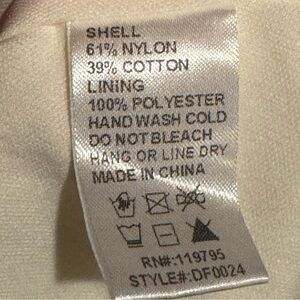 SHELL
61% NYLON
39% COTTON
LINING
100% POLYESTER
HAND WASH COLD
DO NOT BLEACH
HANG OR LINE DRY
MADE IN CHINA
RN#:119795
STYLE#:DF0024